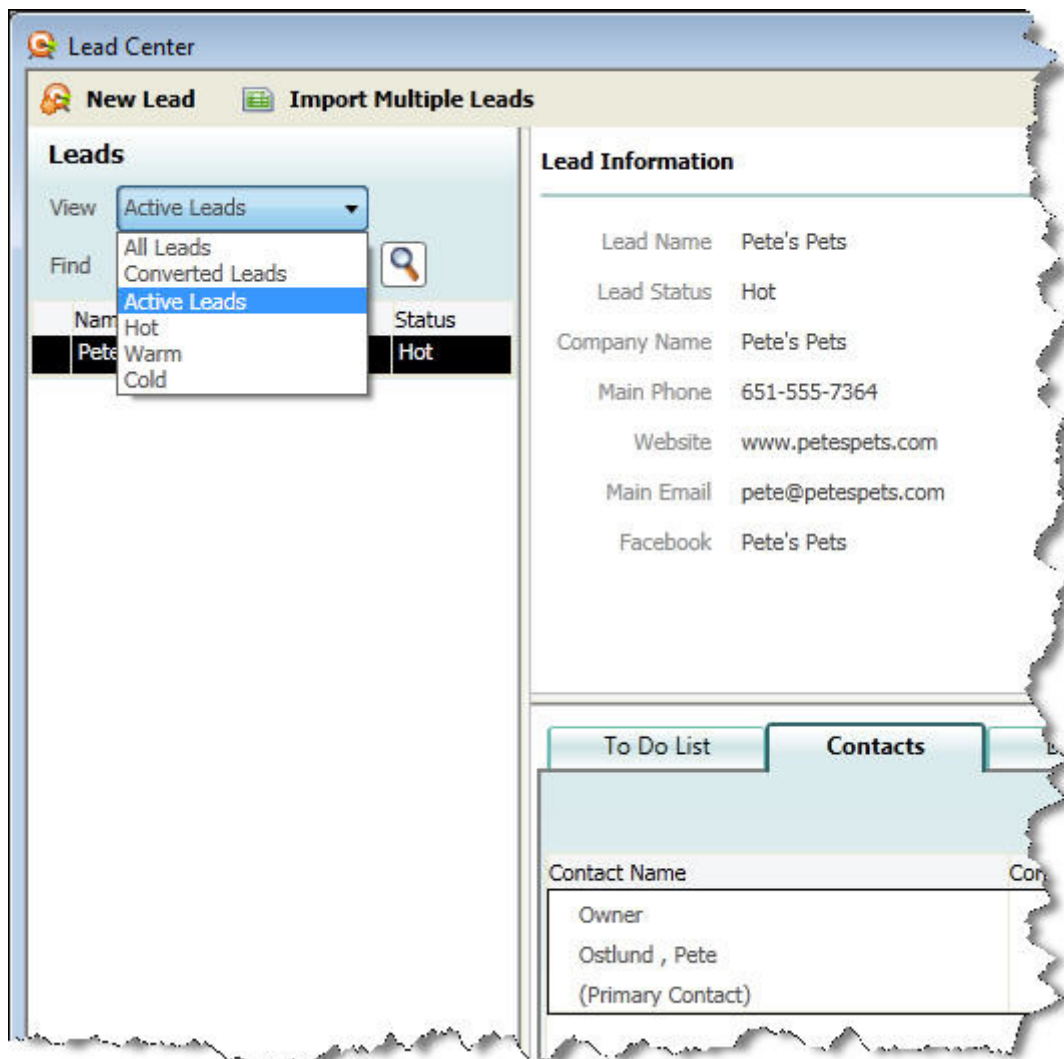 Lead Center
New Lead Import Multiple Leads
Leads
View Active Leads
All Leads
Converted Leads
Active Leads
Hot
Warm
Cold
Find
Status
Hot
Lead Information
Lead Name Pete's Pets
Lead Status Hot
Company Name Pete's Pets
Main Phone 651-555-7364
Website www.petespets.com
Main Email pete@petespets.com
Facebook Pete's Pets
To Do List Contacts
Contact Name
Owner
Ostlund , Pete
(Primary Contact)